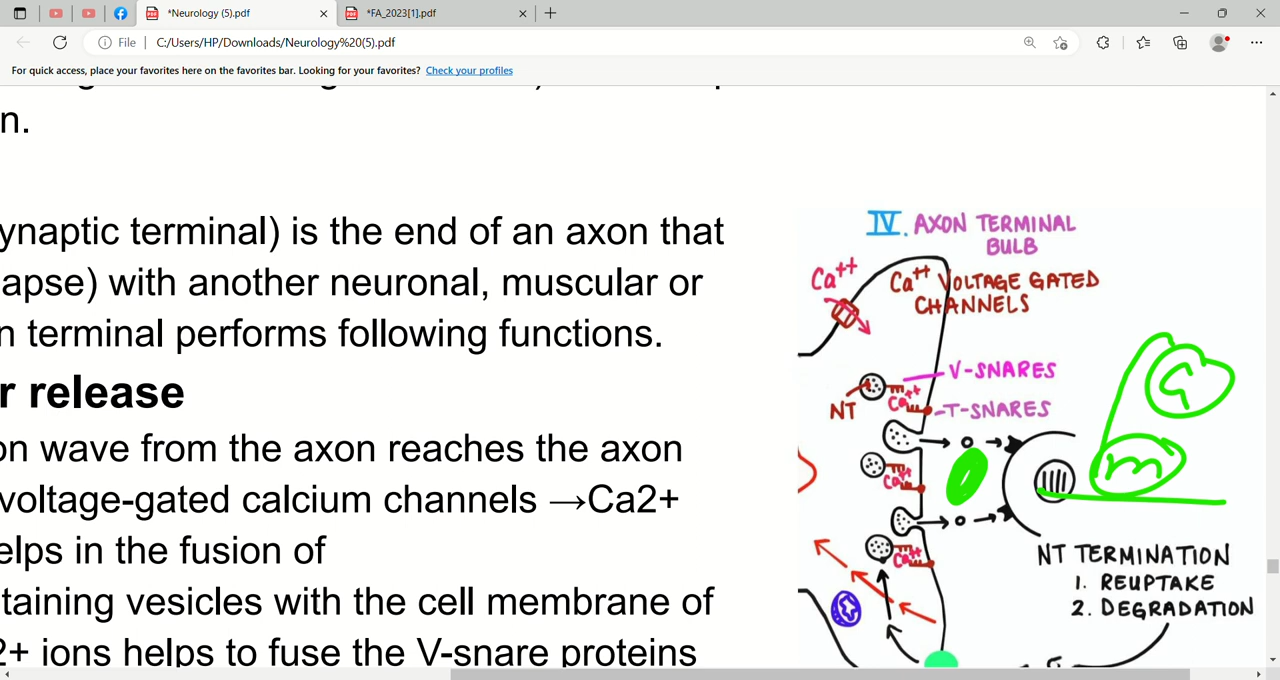 *Neurology (5).pdf
*FA_2023[1].pdf
File
C:/Users/HP/Downloads/Neurology%20(5).pdf
For quick access, place your favorites here on the favorites bar. Looking for your favorites? Check your profiles
n.
ynaptic terminal) is the end of an axon that
apse) with another neuronal, muscular or
n terminal performs following functions.
r release
on wave from the axon reaches the axon
voltage-gated calcium channels →Ca2+
elps in the fusion of
taining vesicles with the cell membrane of
2+ ions helps to fuse the V-snare proteins
IV. AXON TERMINAL
BULB
Ca++
Ca++ VOLTAGE GATED
CHANNELS
V-SNARES
NT
Ca++
T-SNARES
Ca++
Ca++
G
m
NT TERMINATION
1. REUPTAKE
2. DEGRADATION